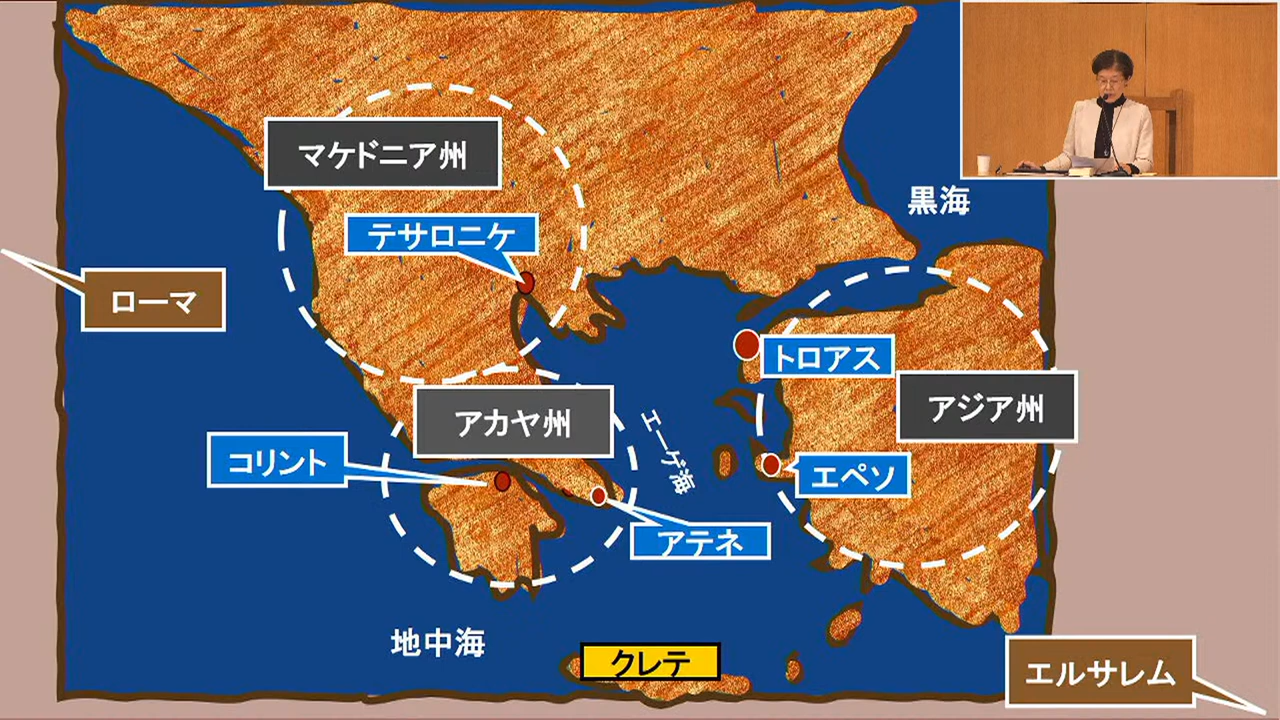 マケドニア州
黒海
テサロニケ
ローマ
トロアス
アカヤ州
アジア州
エーゲ海
コリント
エペソ
アテネ
地中海
クレテ
エルサレム